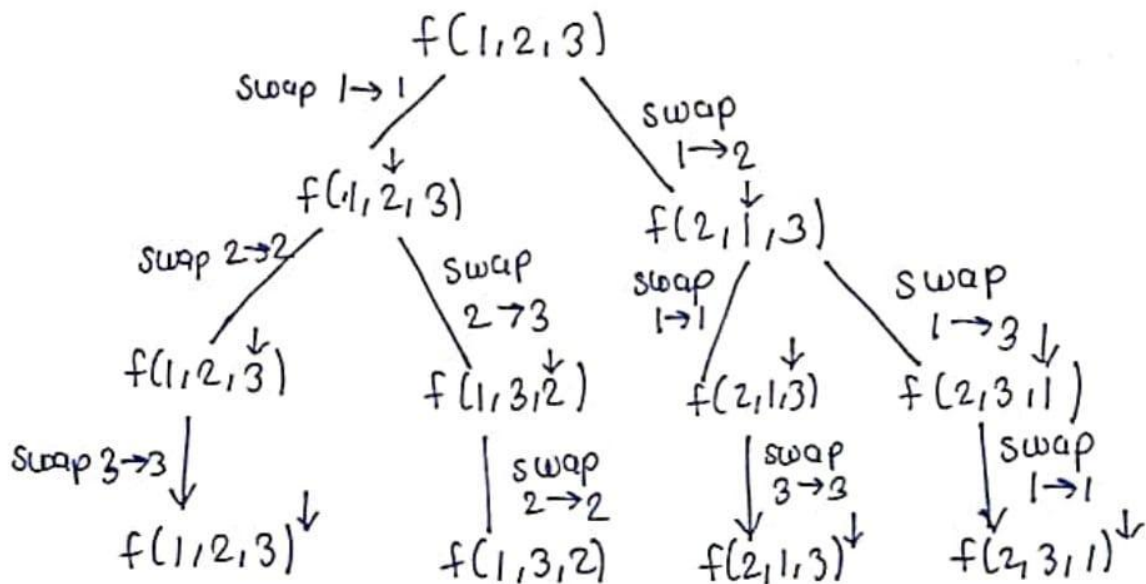 f(1,2,3)
swap 1→1
swap
1→2
↓
f(1,2,3)
↓
f(2,1,3)
swap 2→2
swap
2→3
swap
1→1
swap
1→3
↓
f(1,2,3)
↓
f(1,3,2)
↓
f(2,1,3)
↓
f(2,3,1)
swap 3→3
swap
2→2
swap
3→3
swap
1→1
f(1,2,3)↓
f(1,3,2)
f(2,1,3)↓
f(2,3,1)↓